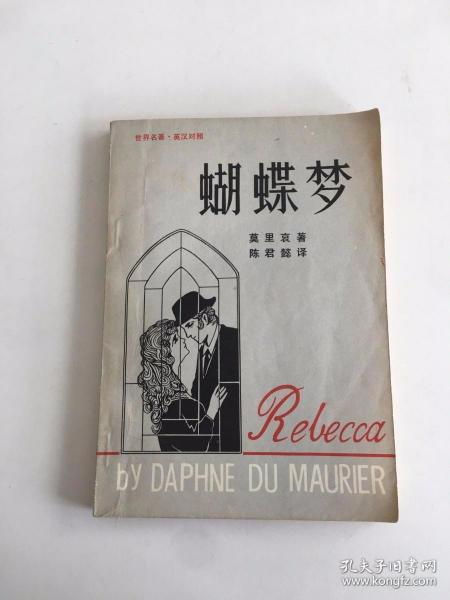 世界名著·英汉对照
蝴蝶梦
莫里哀著
陈君懿译
Rebecca
by DAPHNE DU MAURIER
孔夫子旧书网
www.kongfz.com